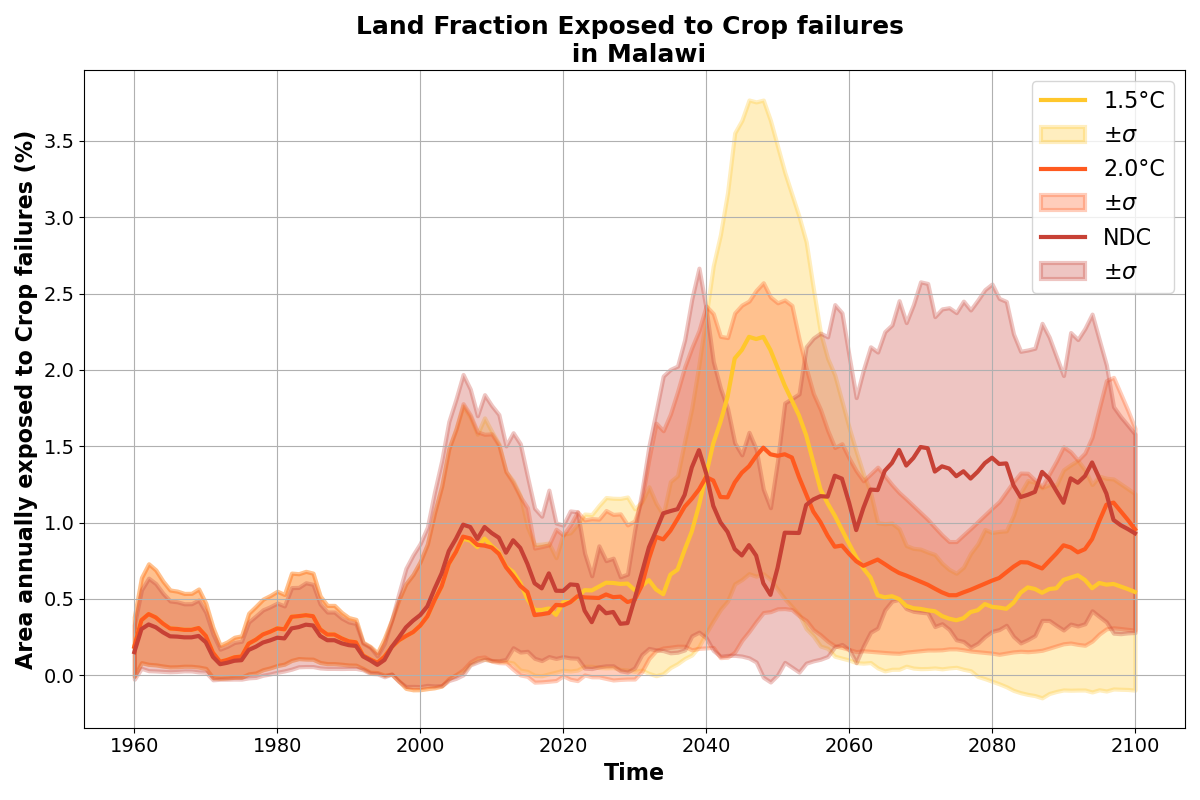 Land Fraction Exposed to Crop failures
in Malawi
Area annually exposed to Crop failures (%)
3.5
3.0
2.5
2.0
1.5
1.0
0.5
0.0
1960
1980
2000
2020
2040
2060
2080
2100
Time
1.5°C
±σ
2.0°C
±σ
NDC
±σ